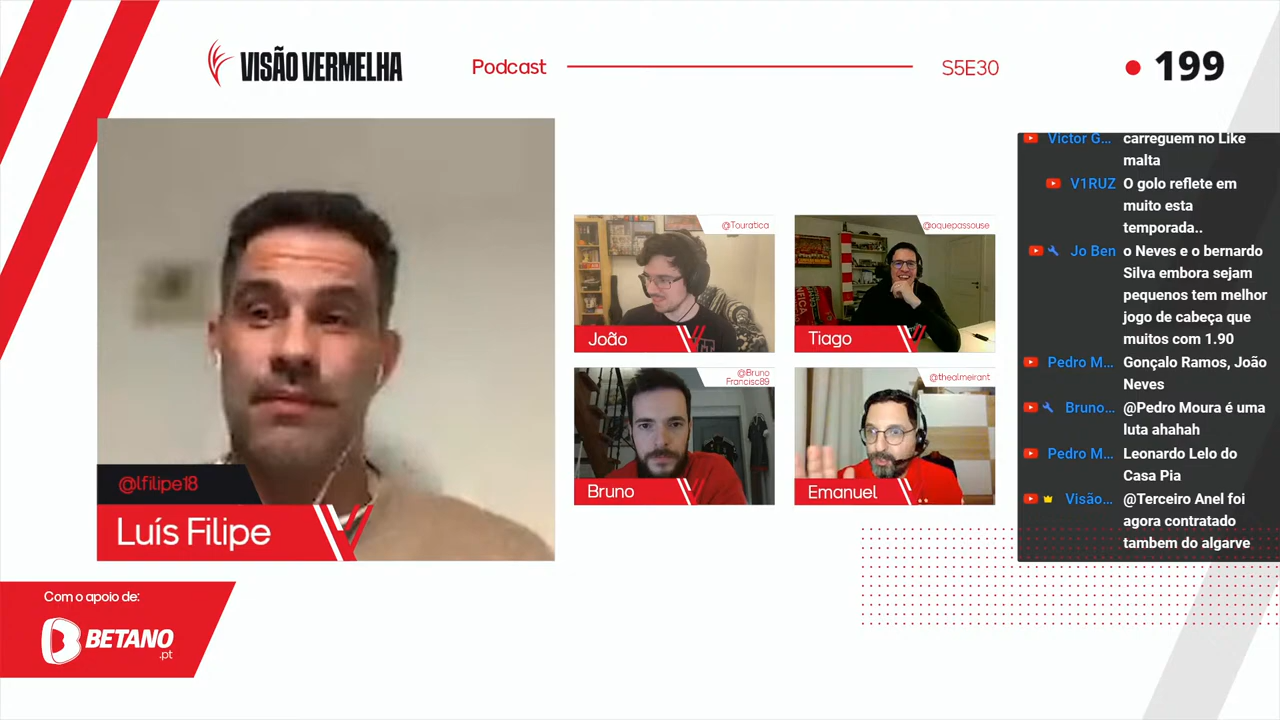 VISÃO VERMELHA
Podcast
S5E30
199
@lfilipe18
Luís Filipe
@Touratica
João
@oquepassouse
Tiago
@Bruno
Francisc89
Bruno
@thealmeirant
Emanuel
Victor G... carreguem no Like
malta
V1RUZ O golo reflete em
muito esta
temporada..
Jo Ben o Neves e o bernardo
Silva embora sejam
pequenos tem melhor
jogo de cabeça que
muitos com 1.90
Pedro M... Gonçalo Ramos, João
Neves
Bruno... @Pedro Moura é uma
luta ahahah
Pedro M... Leonardo Lelo do
Casa Pia
Visão... @Terceiro Anel foi
agora contratado
tambem do algarve
Com o apoio de:
BETANO
.pt